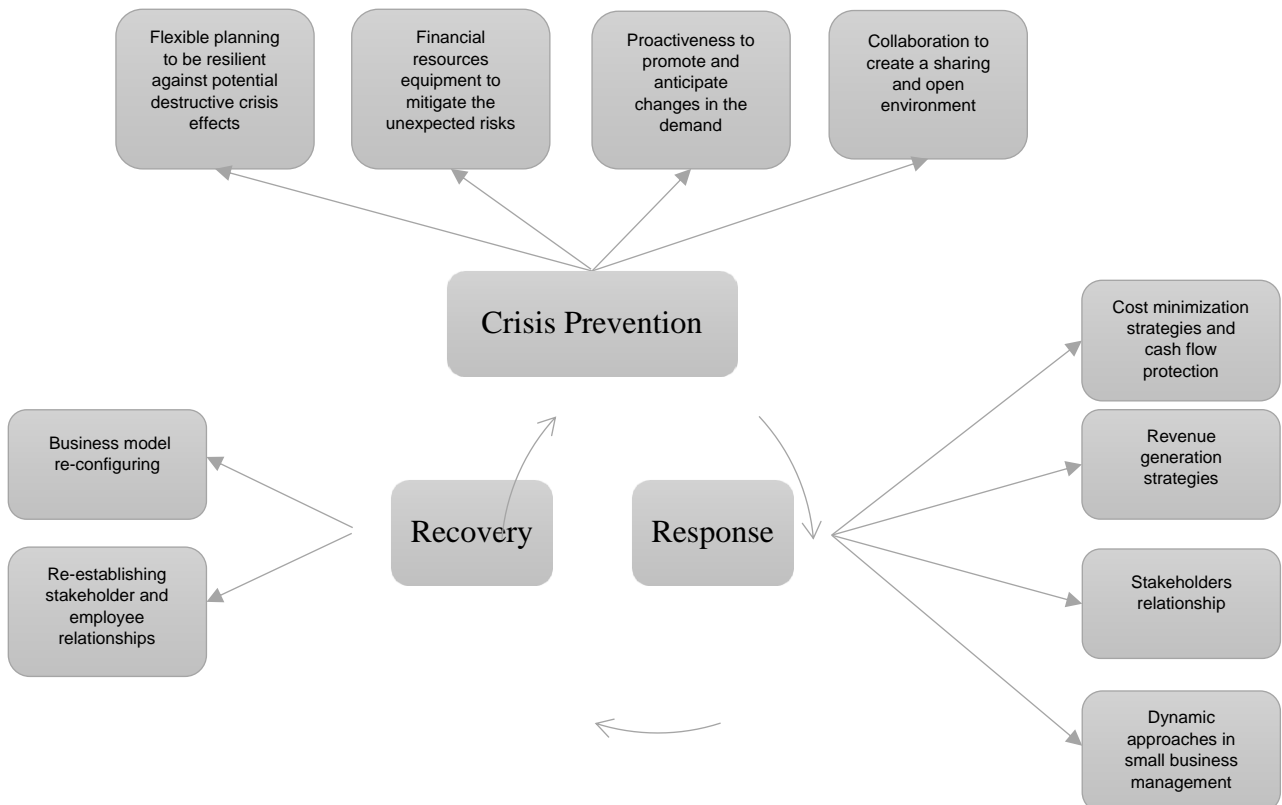 Flexible planning
to be resilient
against potential
destructive crisis
effects
Financial
resources
equipment to
mitigate the
unexpected risks
Proactiveness to
promote and
anticipate
changes in the
demand
Collaboration to
create a sharing
and open
environment
Crisis Prevention
Cost minimization
strategies and
cash flow
protection
Business model
re-configuring
Revenue
generation
strategies
Recovery
Response
Re-establishing
stakeholder and
employee
relationships
Stakeholders
relationship
Dynamic
approaches in
small business
management